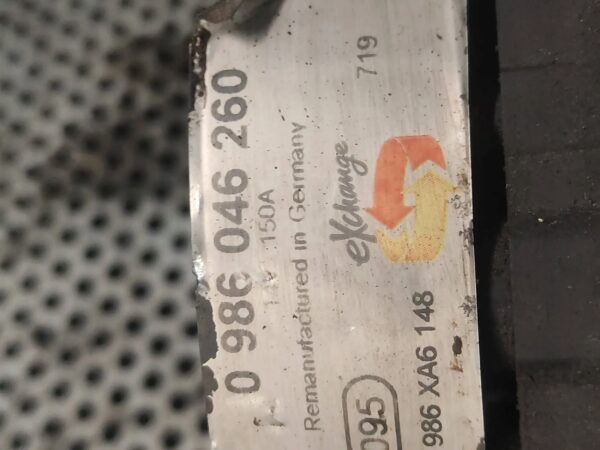 0 986 046 260
150A
Remanufactured in Germany
eXchange
719
095
986 XA6 148